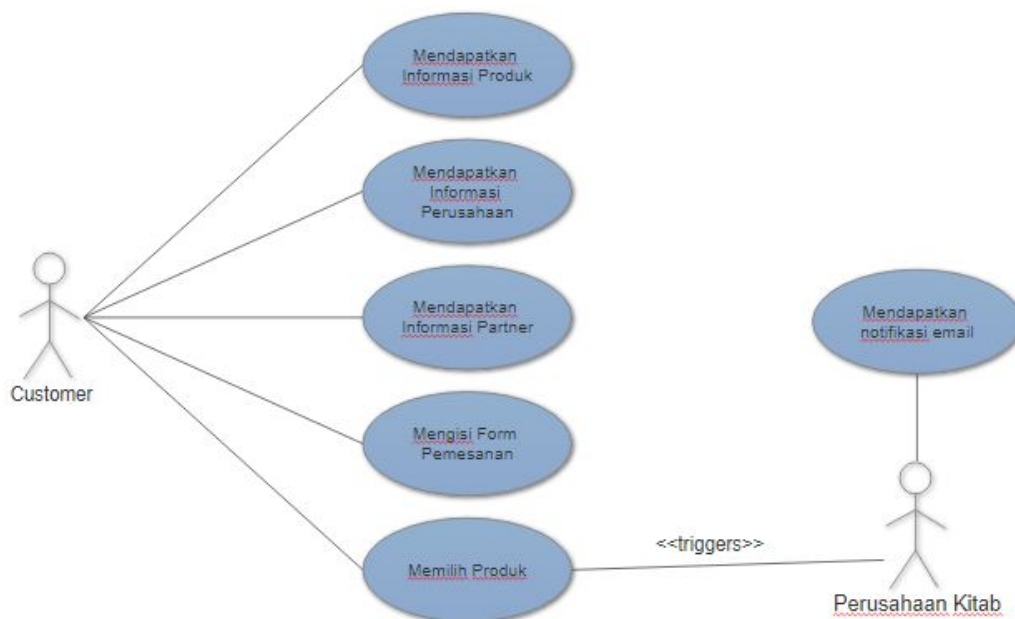 Mendapatkan
Informasi Produk
Mendapatkan
Informasi
Perusahaan
Mendapatkan
Informasi Partner
Mengisi Form
Pemesanan
Memilih Produk
Customer
<<triggers>>
Mendapatkan
notifikasi email
Perusahaan Kitab